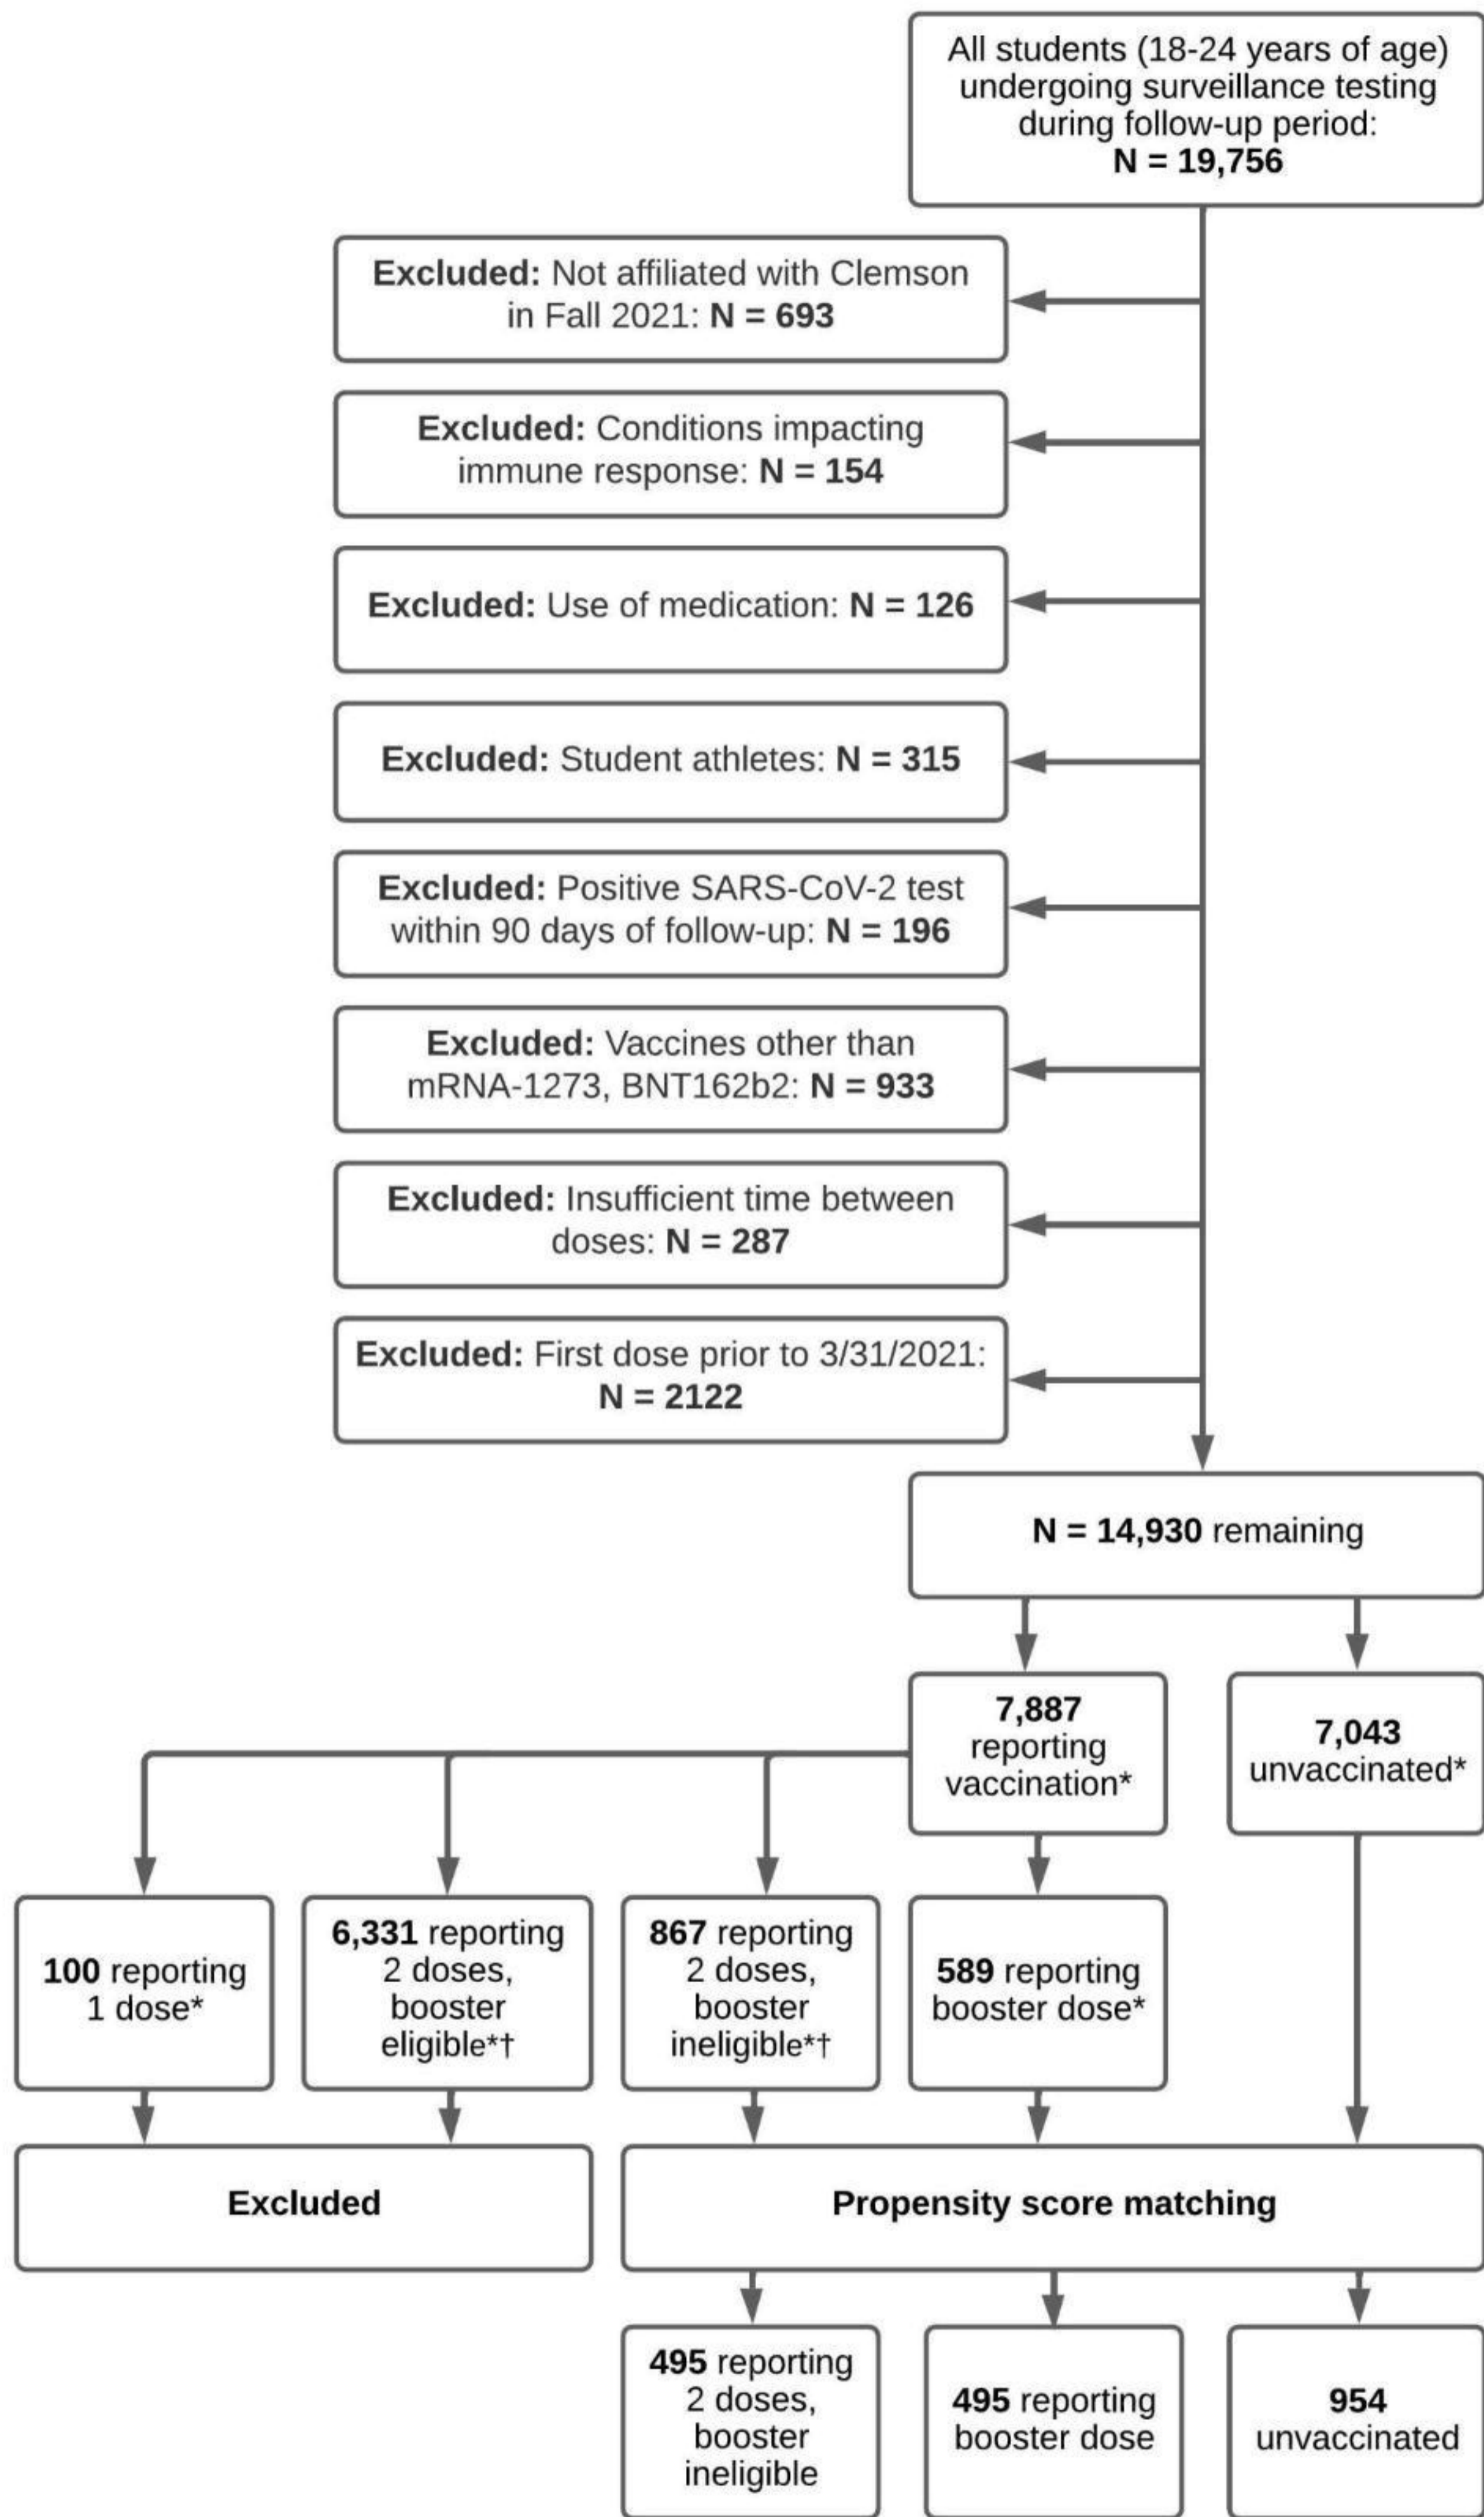 All students (18-24 years of age)
undergoing surveillance testing
during follow-up period:
N = 19,756
Excluded: Not affiliated with Clemson
in Fall 2021: N = 693
Excluded: Conditions impacting
immune response: N = 154
Excluded: Use of medication: N = 126
Excluded: Student athletes: N = 315
Excluded: Positive SARS-CoV-2 test
within 90 days of follow-up: N = 196
Excluded: Vaccines other than
mRNA-1273, BNT162b2: N = 933
Excluded: Insufficient time between
doses: N = 287
Excluded: First dose prior to 3/31/2021:
N = 2122
N = 14,930 remaining
7,887
reporting
vaccination*
7,043
unvaccinated*
100 reporting
1 dose*
6,331 reporting
2 doses,
booster
eligible*†
867 reporting
2 doses,
booster
ineligible*†
589 reporting
booster dose*
Excluded
Propensity score matching
495 reporting
2 doses,
booster
ineligible
495 reporting
booster dose
954
unvaccinated